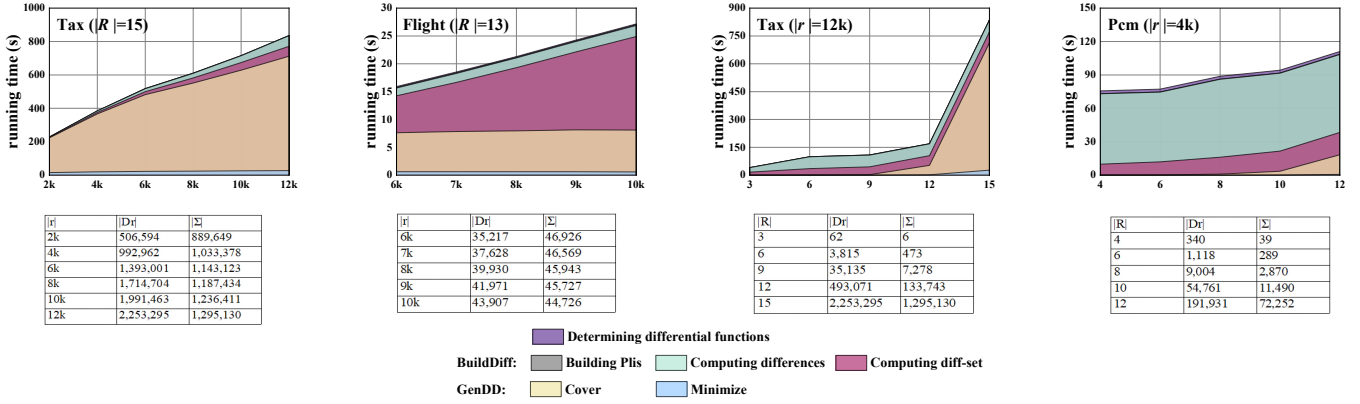 Tax (|R |=15)
running time (s)
1000
800
600
400
200
0
2k 4k 6k 8k 10k 12k
Flight (|R |=13)
running time (s)
30
25
20
15
10
5
0
6k 7k 8k 9k 10k
Tax (|r |=12k)
running time (s)
900
750
600
450
300
150
0
3 6 9 12 15
Pcm (|r |=4k)
running time (s)
150
120
90
60
30
0
4 6 8 10 12
|r| |Dr| |Σ|
2k 506,594 889,649
4k 992,962 1,033,378
6k 1,393,001 1,143,123
8k 1,714,704 1,187,434
10k 1,991,463 1,236,411
12k 2,253,295 1,295,130
|r| |Dr| |Σ|
6k 35,217 46,926
7k 37,628 46,569
8k 39,930 45,943
9k 41,971 45,727
10k 43,907 44,726
|R| |Dr| |Σ|
3 62 6
6 3,815 473
9 35,135 7,278
12 493,071 133,743
15 2,253,295 1,295,130
|R| |Dr| |Σ|
4 340 39
6 1,118 289
8 9,004 2,870
10 54,761 11,490
12 191,931 72,252
Determining differential functions
BuildDiff: Building Plis Computing differences Computing diff-set
GenDD: Cover Minimize